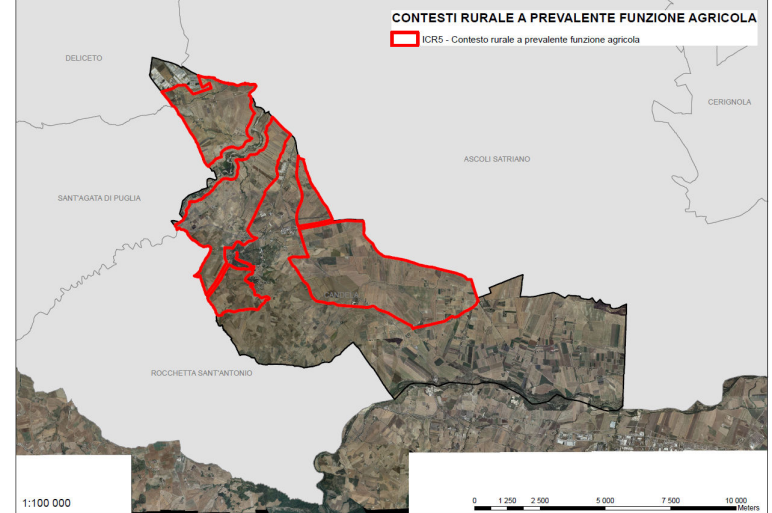 CONTESTI RURALE A PREVALENTE FUNZIONE AGRICOLA
ICR5 - Contesto rurale a prevalente funzione agricola
DELICETO
CERIGNOLA
ASCOLI SATRIANO
SANT'AGATA DI PUGLIA
ROCCHETTA SANT'ANTONIO
1:100 000
0 1 250 2 500 5 000 7 500 10 000
Meters